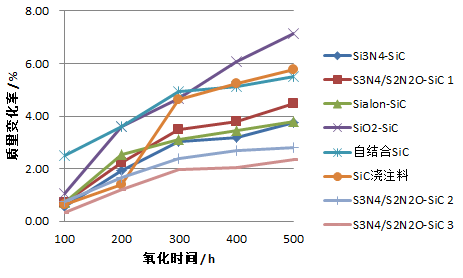 8.00
6.00
4.00
2.00
0.00
质量变化率/%
100
200
300
400
500
氧化时间/h
Si3N4-SiC
S3N4/S2N2O-SiC 1
Sialon-SiC
SiO2-SiC
自结合SiC
SiC浇注料
S3N4/S2N2O-SiC 2
S3N4/S2N2O-SiC 3